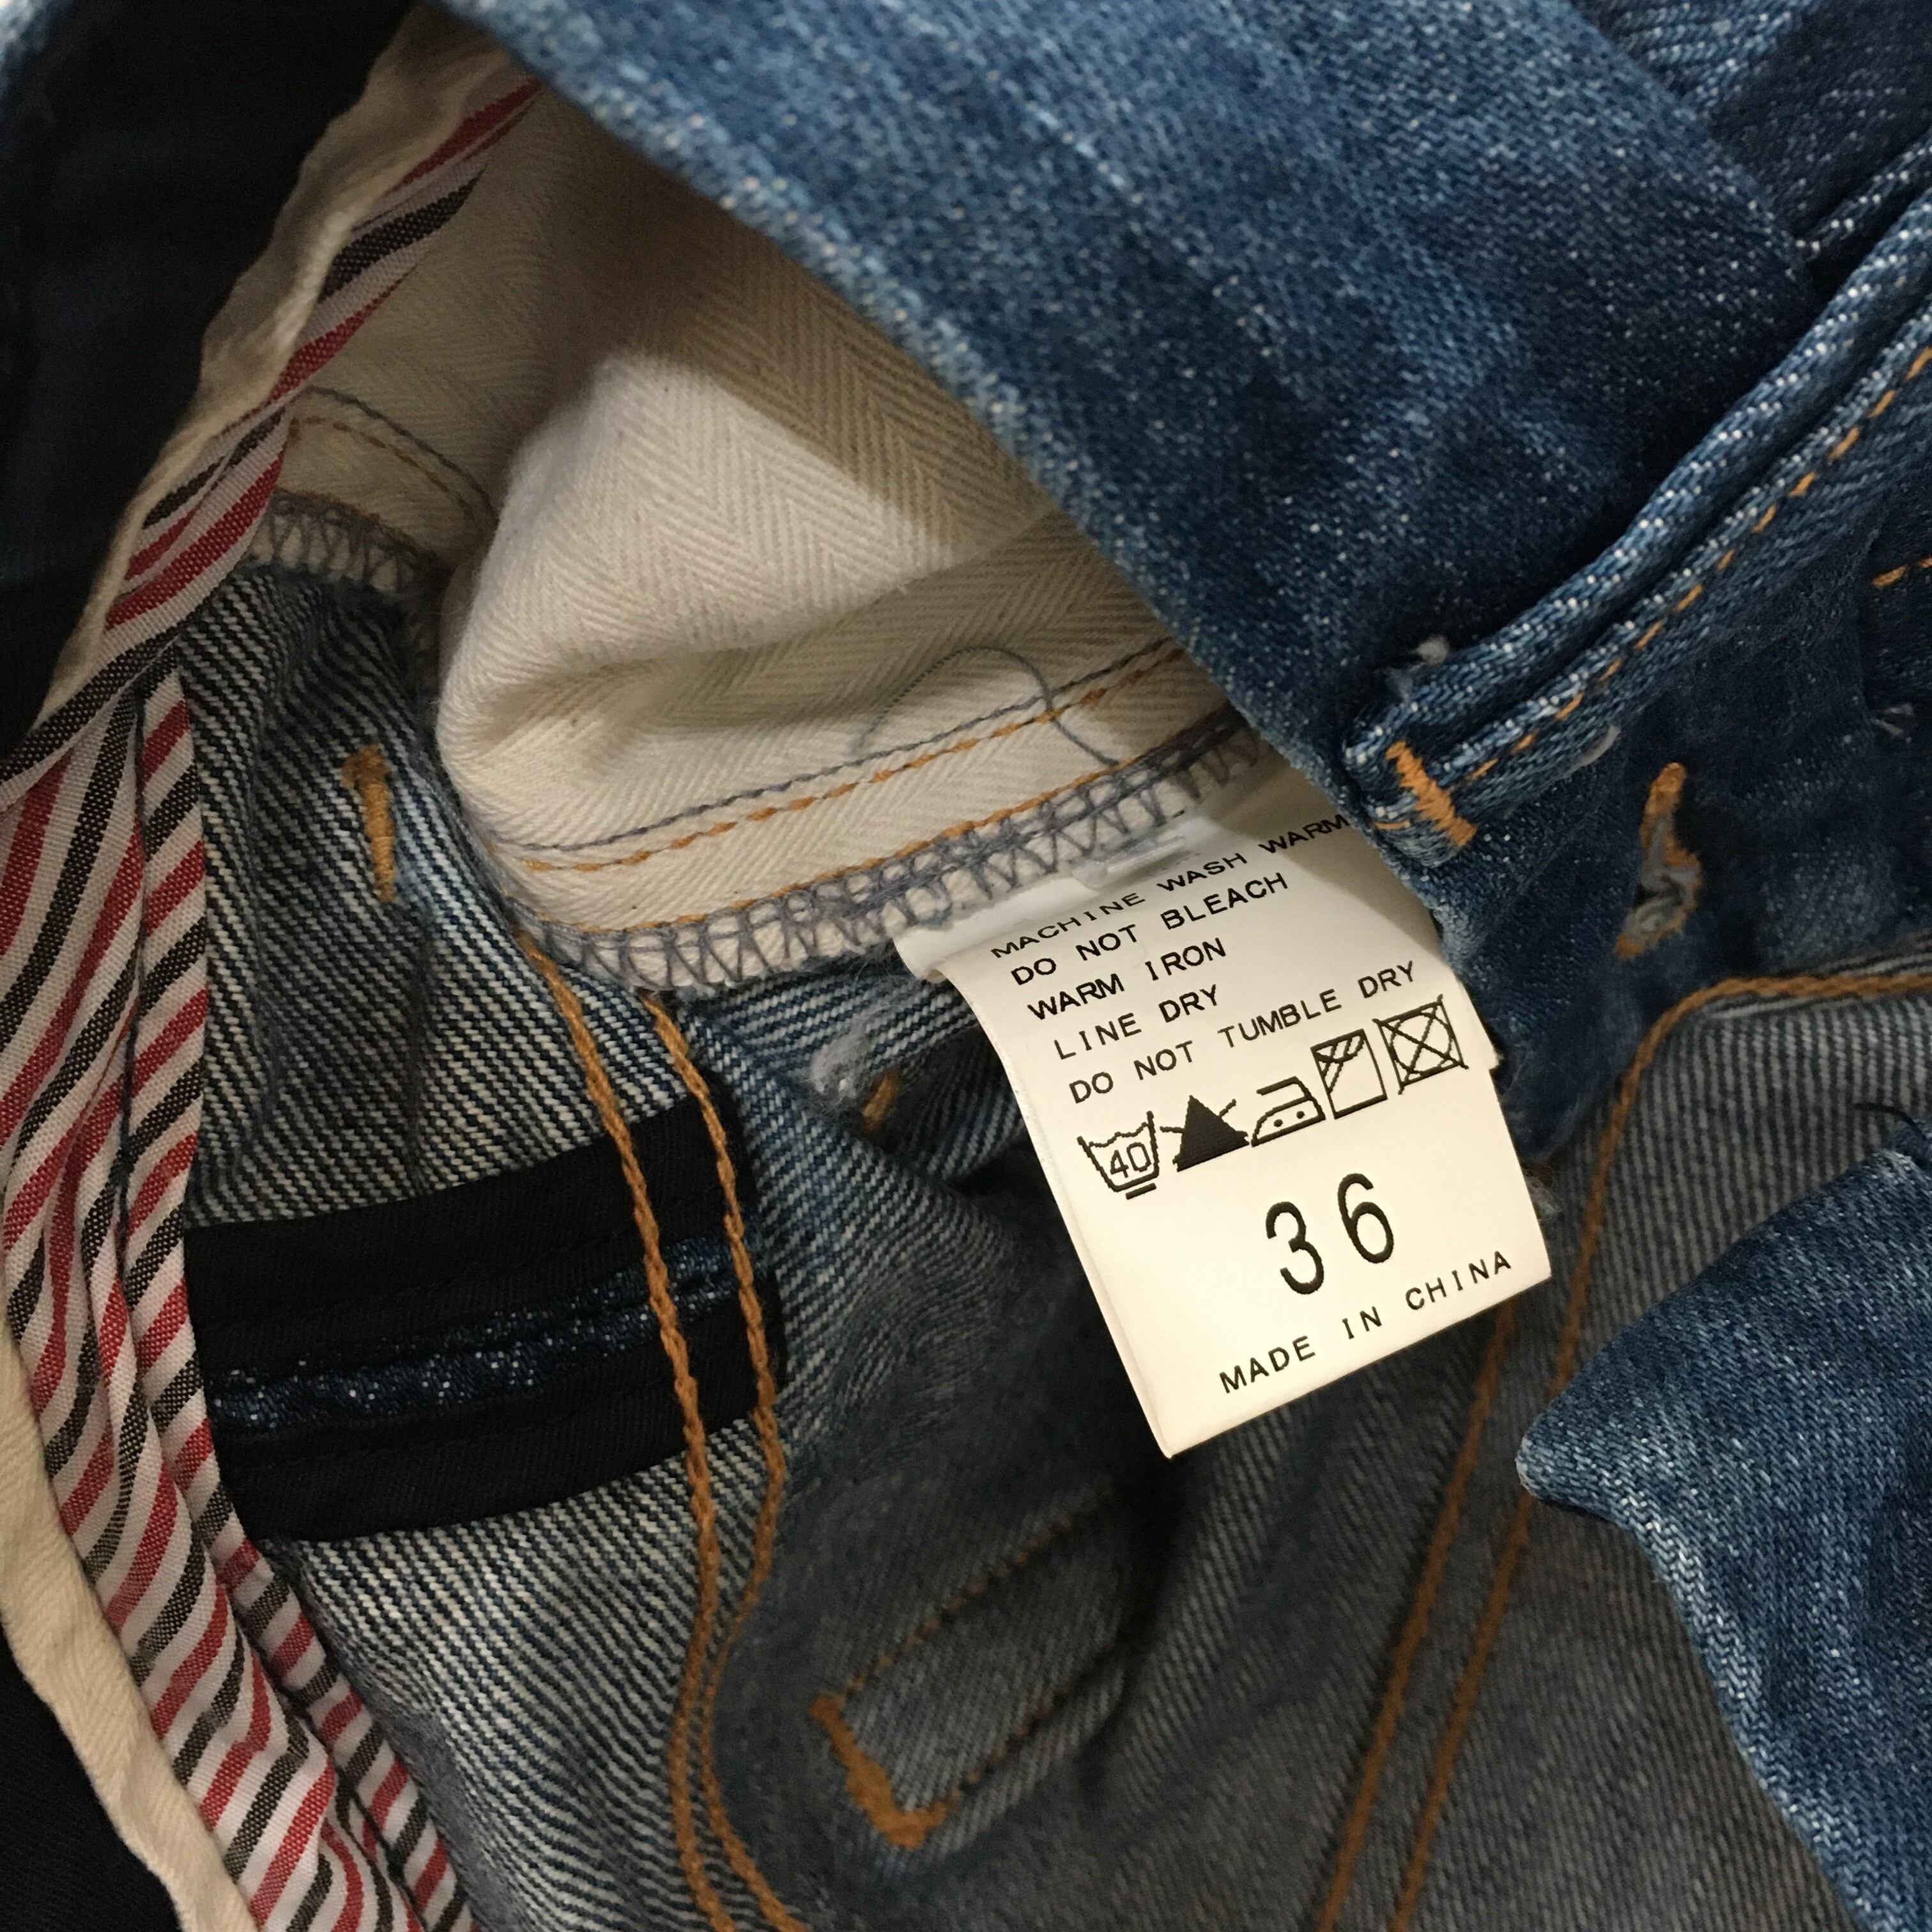 MACHINE WASH WARM
DO NOT BLEACH
WARM IRON
LINE DRY
DO NOT TUMBLE DRY
40
36
MADE IN CHINA